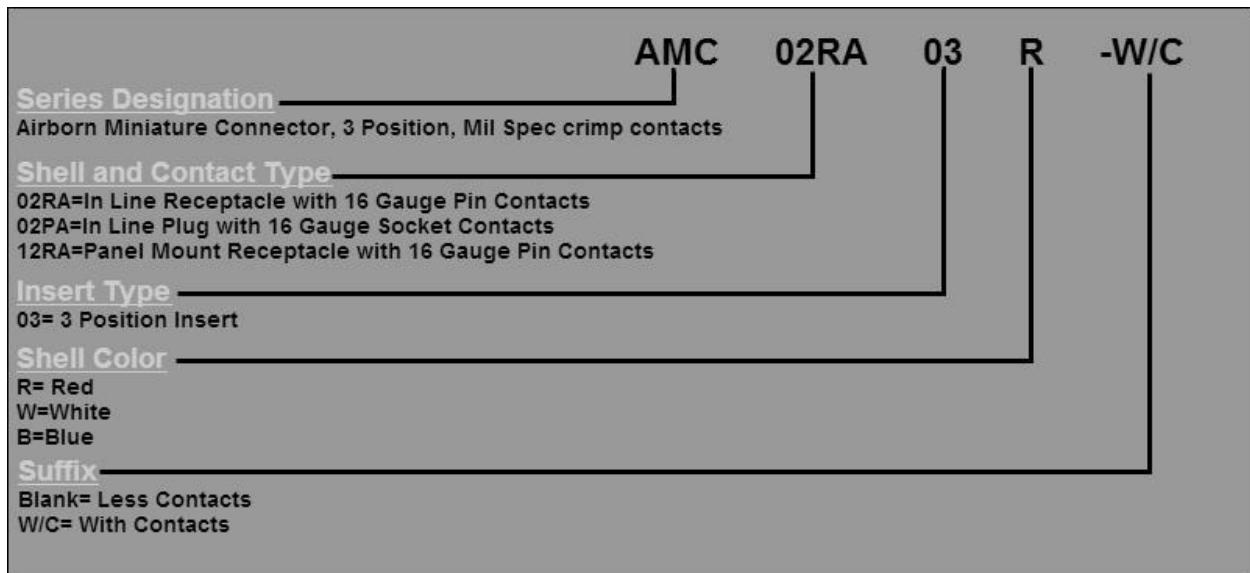 AMC 02RA 03 R -W/C
Series Designation
Airborn Miniature Connector, 3 Position, Mil Spec crimp contacts
Shell and Contact Type
02RA=In Line Receptacle with 16 Gauge Pin Contacts
02PA=In Line Plug with 16 Gauge Socket Contacts
12RA=Panel Mount Receptacle with 16 Gauge Pin Contacts
Insert Type
03= 3 Position Insert
Shell Color
R= Red
W=White
B=Blue
Suffix
Blank= Less Contacts
W/C= With Contacts